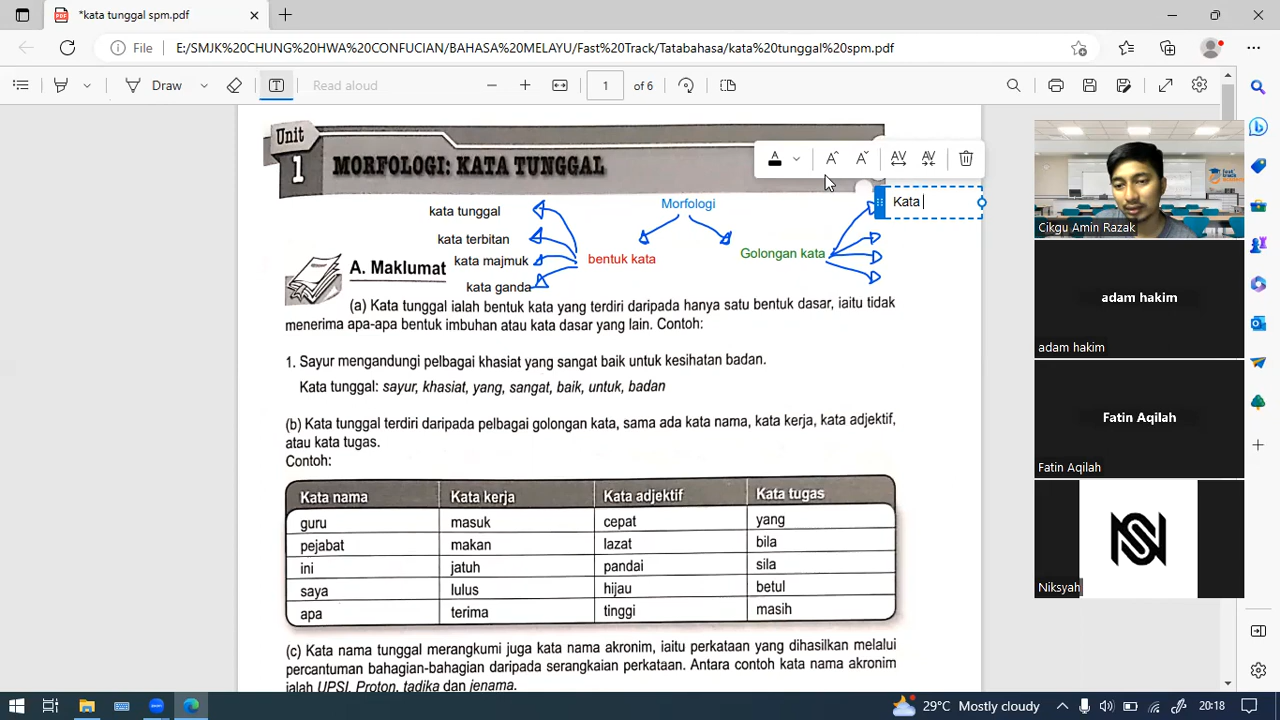 *kata tunggal spm.pdf
File
E:/SMJK%20CHUNG%20HWA%20CONFUCIAN/BAHASA%20MELAYU/Fast%20Track/Tatabahasa/kata%20tunggal%20spm.pdf
Draw
Read aloud
1 of 6
Unit
1
MORFOLOGI: KATA TUNGGAL
Kata
kata tunggal
Morfologi
kata terbitan
kata majmuk
bentuk kata
Golongan kata
kata ganda
A. Maklumat
(a) Kata tunggal ialah bentuk kata yang terdiri daripada hanya satu bentuk dasar, iaitu tidak
menerima apa-apa bentuk imbuhan atau kata dasar yang lain. Contoh:
1. Sayur mengandungi pelbagai khasiat yang sangat baik untuk kesihatan badan.
Kata tunggal: sayur, khasiat, yang, sangat, baik, untuk, badan
(b) Kata tunggal terdiri daripada pelbagai golongan kata, sama ada kata nama, kata kerja, kata adjektif,
atau kata tugas.
Contoh:
Kata nama Kata kerja Kata adjektif Kata tugas
guru masuk cepat yang
pejabat makan lazat bila
ini jatuh pandai sila
saya lulus hijau betul
apa terima tinggi masih
(c) Kata nama tunggal merangkumi juga kata nama akronim, iaitu perkataan yang dihasilkan melalui
percantuman bahagian-bahagian daripada serangkaian perkataan. Antara contoh kata nama akronim
ialah UPSI, Proton, tadika dan jenama.
Cikgu Amin Razak
adam hakim
adam hakim
Fatin Aqilah
Fatin Aqilah
Niksyah
29°C Mostly cloudy
20:18